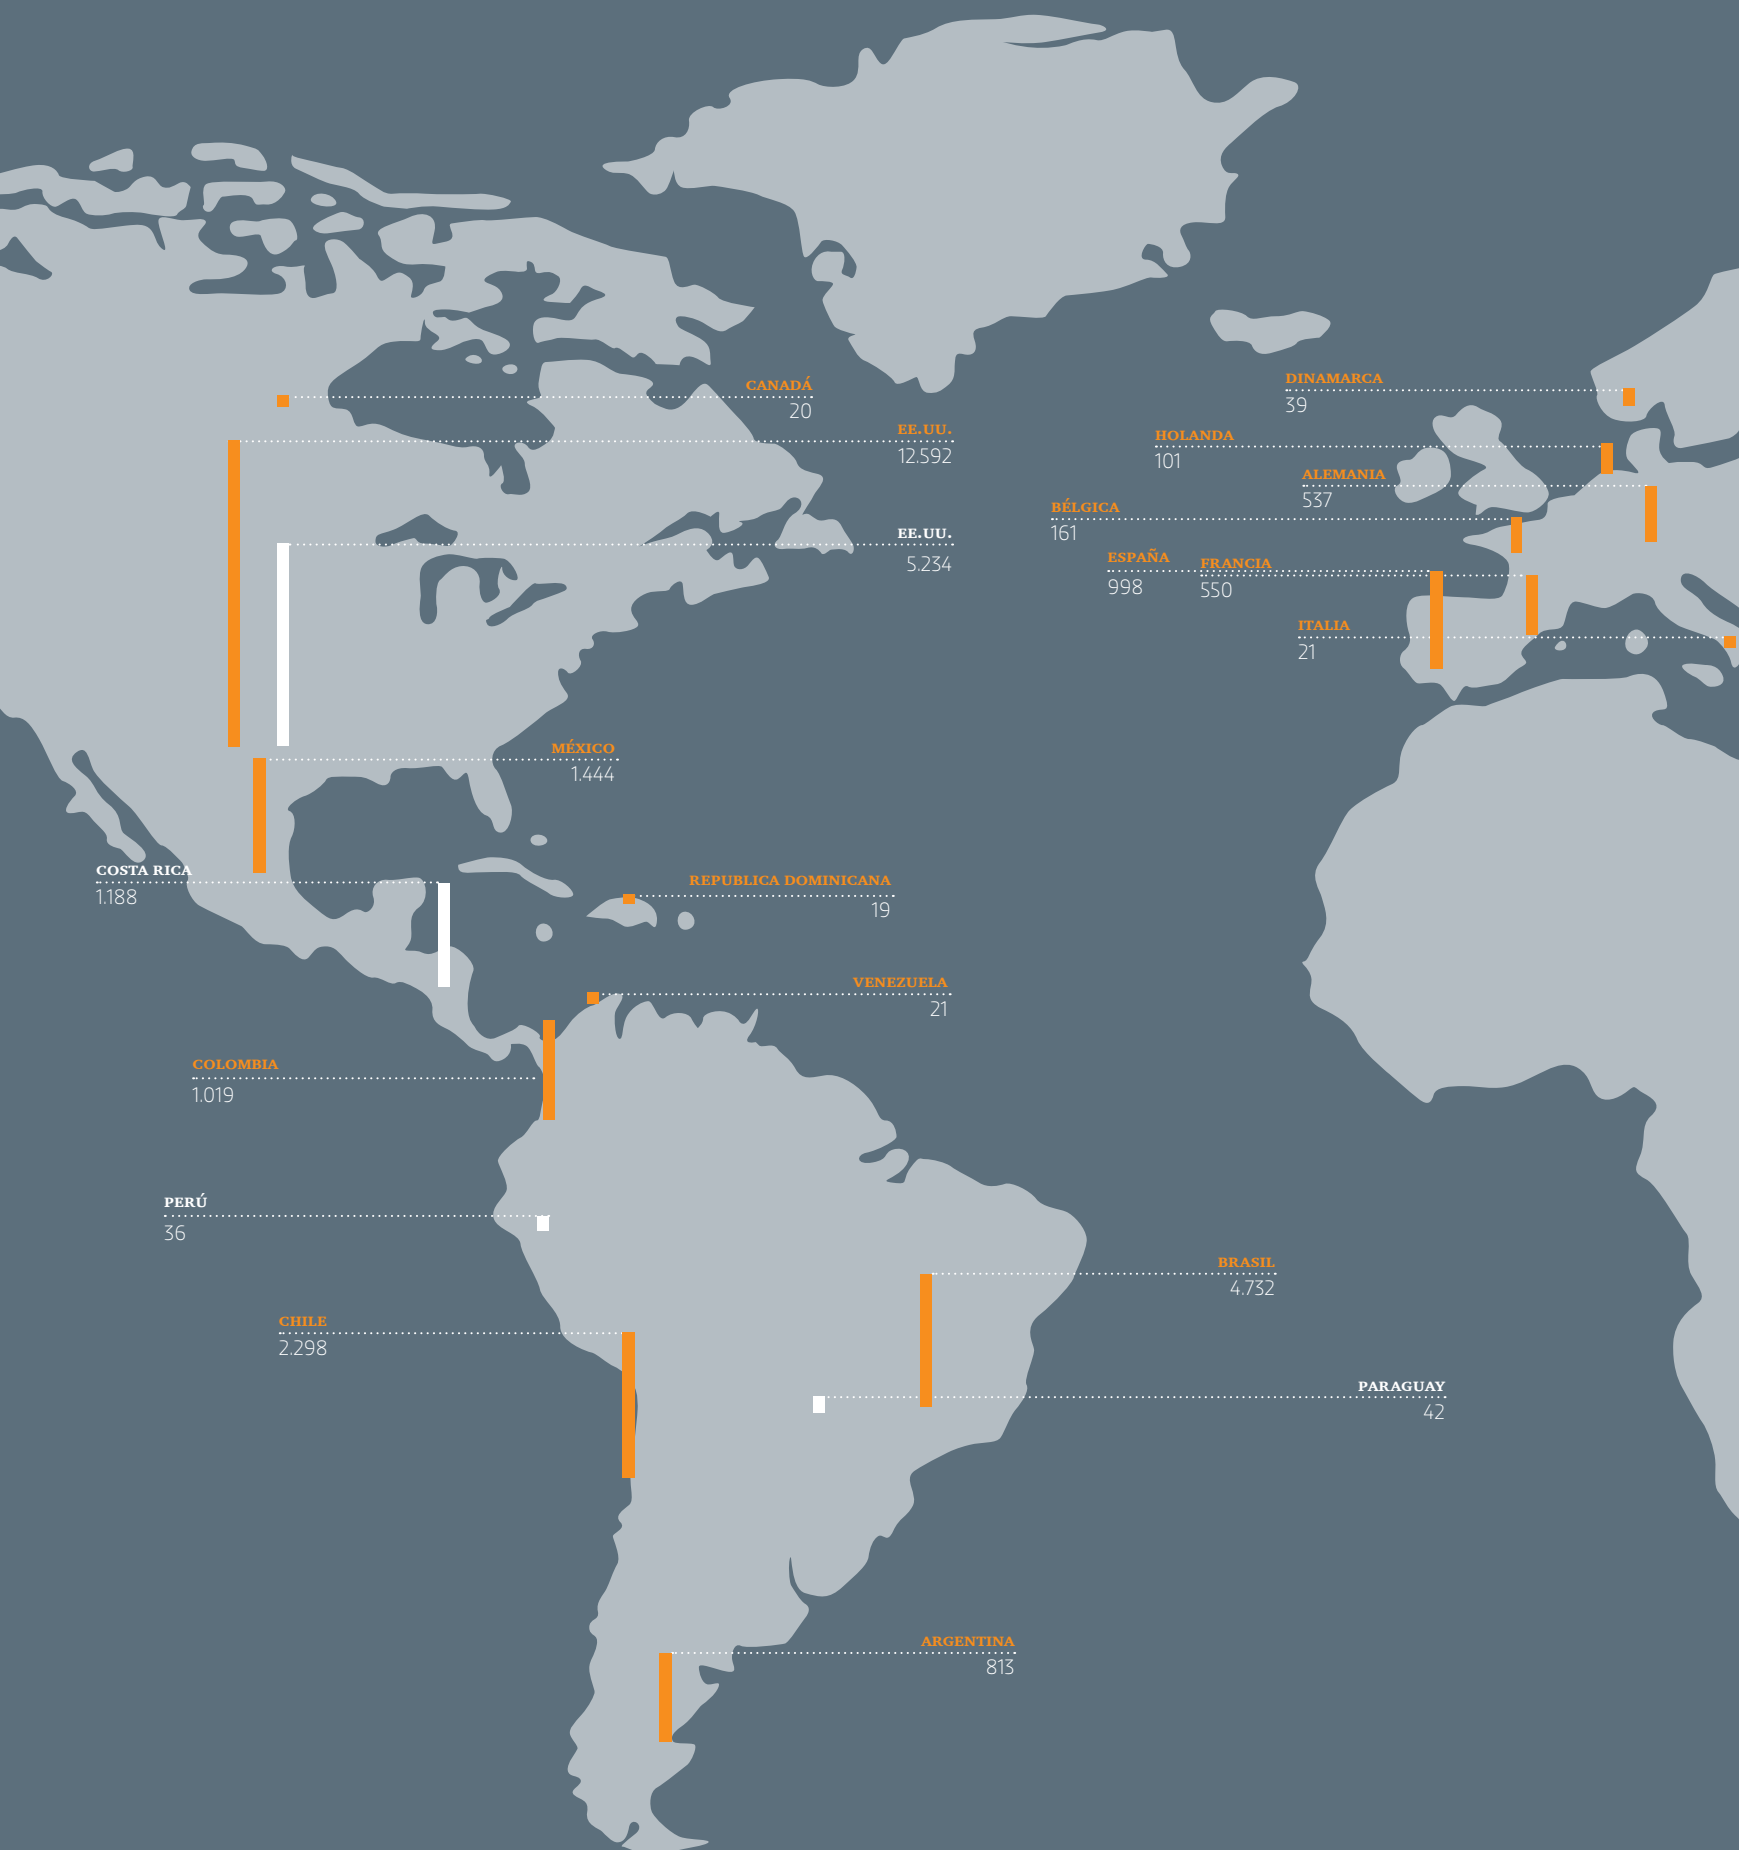 CANADÁ
20
EE.UU.
12.592
EE.UU.
5.234
DINAMARCA
39
HOLANDA
101
ALEMANIA
537
BÉLGICA
161
ESPAÑA
998
FRANCIA
550
ITALIA
21
MÉXICO
1.444
COSTA RICA
1.188
REPUBLICA DOMINICANA
19
VENEZUELA
21
COLOMBIA
1.019
PERÚ
36
BRASIL
4.732
CHILE
2.298
PARAGUAY
42
ARGENTINA
813